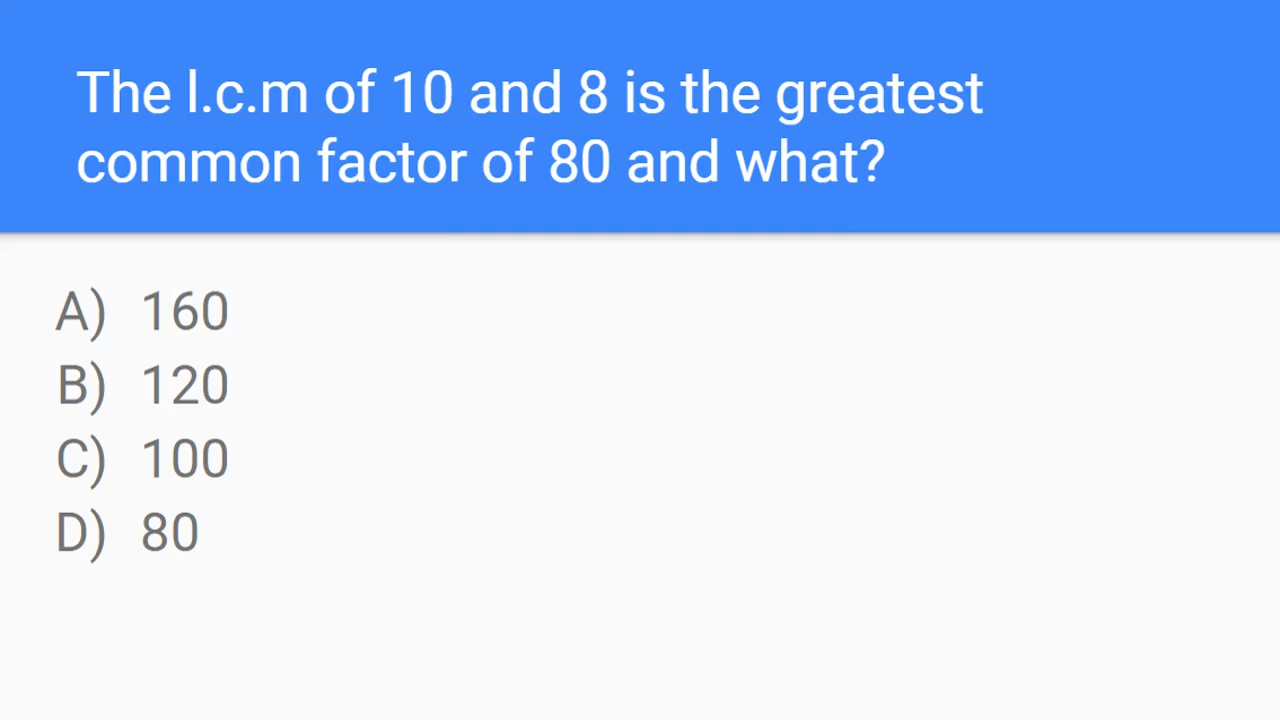 The l.c.m of 10 and 8 is the greatest
common factor of 80 and what?
A) 160
B) 120
C) 100
D) 80